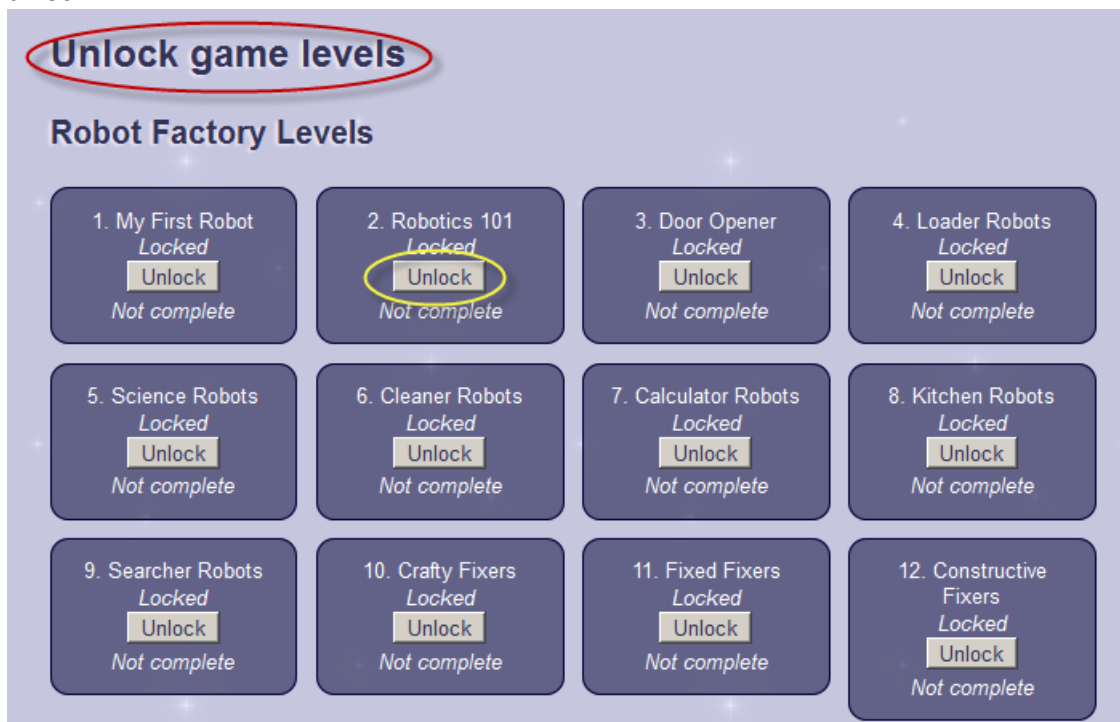 Unlock game levels
Robot Factory Levels
1. My First Robot
Locked
Unlock
Not complete
2. Robotics 101
Locked
Unlock
Not complete
3. Door Opener
Locked
Unlock
Not complete
4. Loader Robots
Locked
Unlock
Not complete
5. Science Robots
Locked
Unlock
Not complete
6. Cleaner Robots
Locked
Unlock
Not complete
7. Calculator Robots
Locked
Unlock
Not complete
8. Kitchen Robots
Locked
Unlock
Not complete
9. Searcher Robots
Locked
Unlock
Not complete
10. Crafty Fixers
Locked
Unlock
Not complete
11. Fixed Fixers
Locked
Unlock
Not complete
12. Constructive
Fixers
Locked
Unlock
Not complete